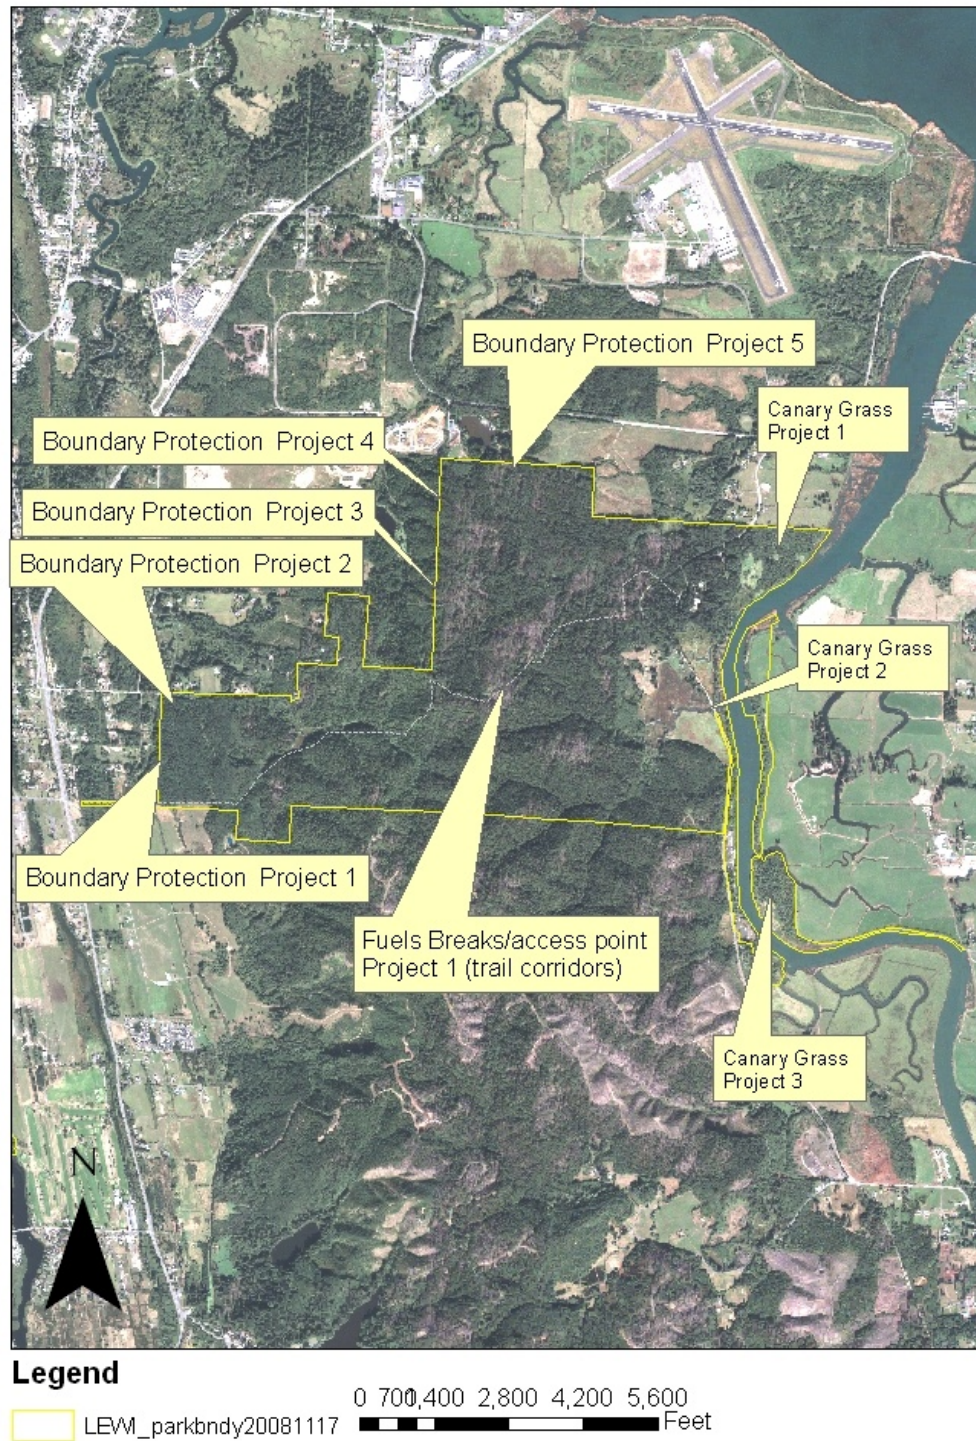 Boundary Protection  Project 5
Canary Grass
Project 1
Boundary Protection  Project 4
Boundary Protection  Project 3
Boundary Protection  Project 2
Canary Grass
Project 2
Boundary Protection  Project 1
Fuels Breaks/access point
Project 1 (trail corridors)
Canary Grass
Project 3
N
Legend
LEWI_parkbndy20081117
0 700 1,400 2,800 4,200 5,600
Feet